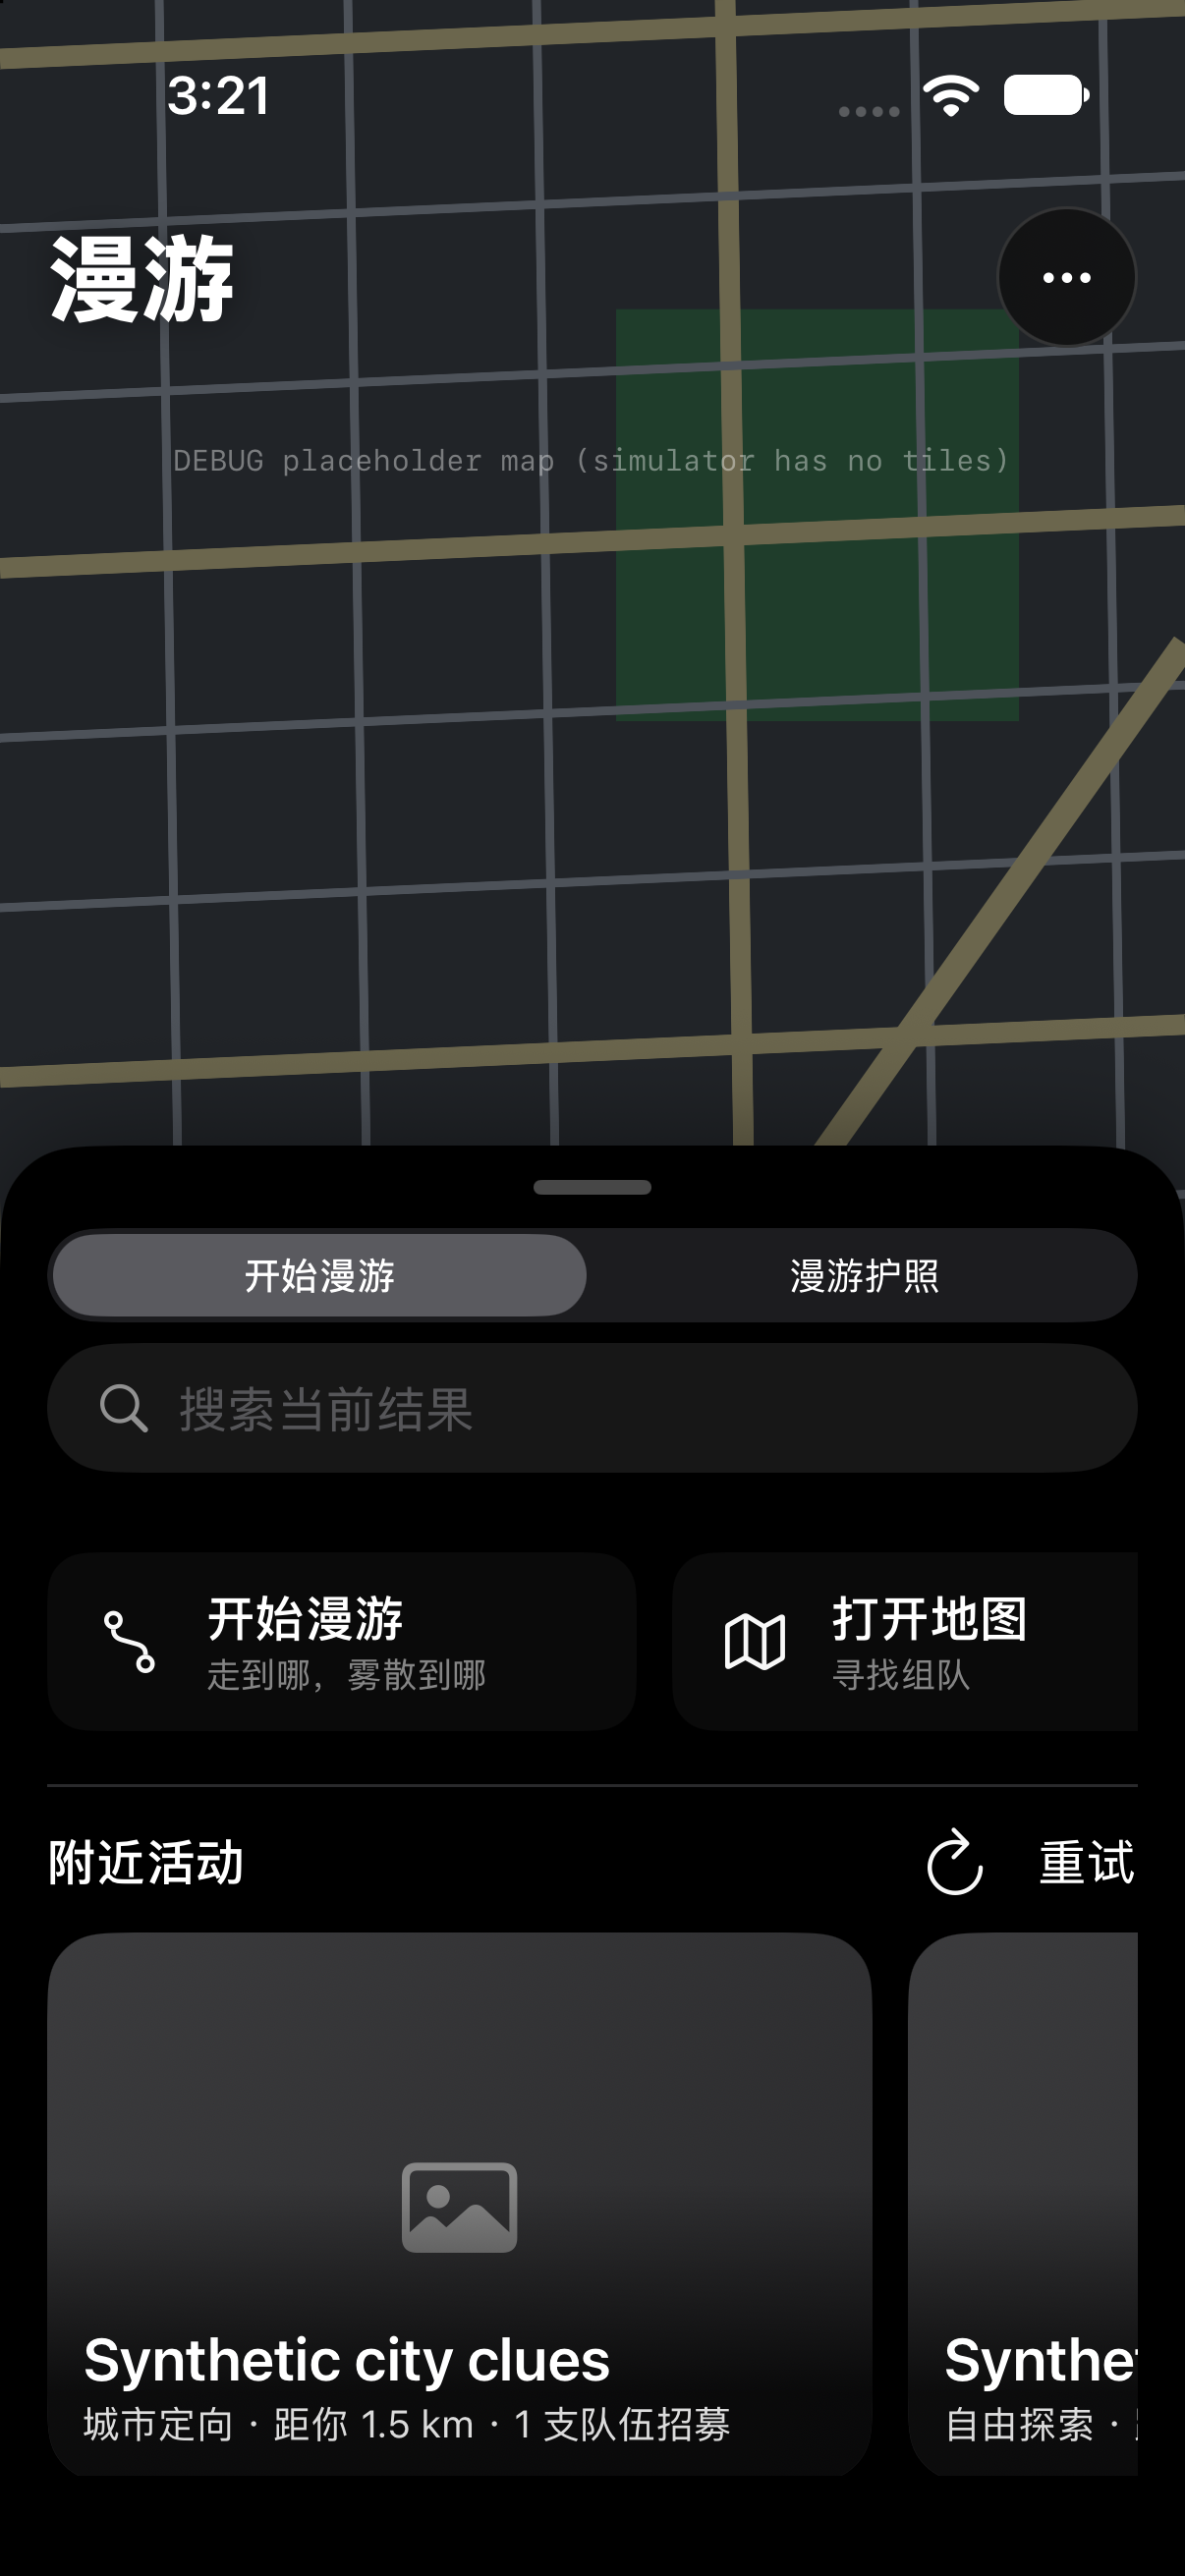 3:21
漫游
DEBUG placeholder map (simulator has no tiles)
开始漫游
漫游护照
搜索当前结果
开始漫游
走到哪，雾散到哪
打开地图
寻找组队
附近活动
重试
Synthetic city clues
城市定向 · 距你 1.5 km · 1 支队伍招募
Synthet
自由探索 ·